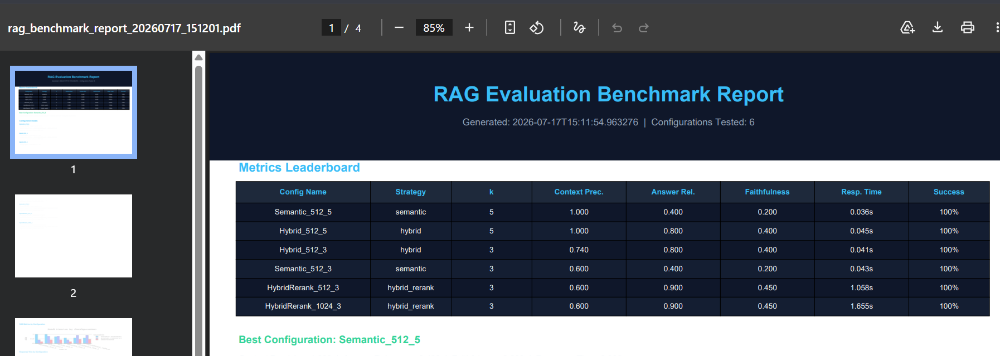 rag_benchmark_report_20260717_151201.pdf
1 / 4
85%
RAG Evaluation Benchmark Report
Generated: 2026-07-17T15:11:54.963276 | Configurations Tested: 6
Metrics Leaderboard
Config Name Strategy k Context Prec. Answer Rel. Faithfulness Resp. Time Success
Semantic_512_5 semantic 5 1.000 0.400 0.200 0.036s 100%
Hybrid_512_5 hybrid 5 1.000 0.800 0.400 0.045s 100%
Hybrid_512_3 hybrid 3 0.740 0.800 0.400 0.041s 100%
Semantic_512_3 semantic 3 0.600 0.400 0.200 0.043s 100%
HybridRerank_512_3 hybrid_rerank 3 0.600 0.900 0.450 1.058s 100%
HybridRerank_1024_3 hybrid_rerank 3 0.600 0.900 0.450 1.655s 100%
Best Configuration: Semantic_512_5
RAG Evaluation Benchmark Report
1
2